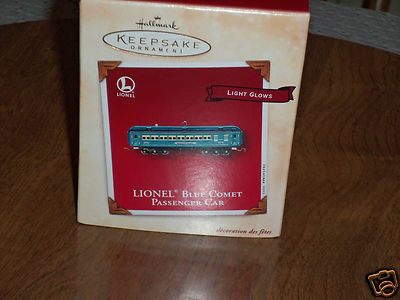 Hallmark
KEEPSAKE
ORNAMENT
LIGHT GLOWS
L
LIONEL
LIONEL® BLUE COMET
PASSENGER CAR
décoration des fêtes